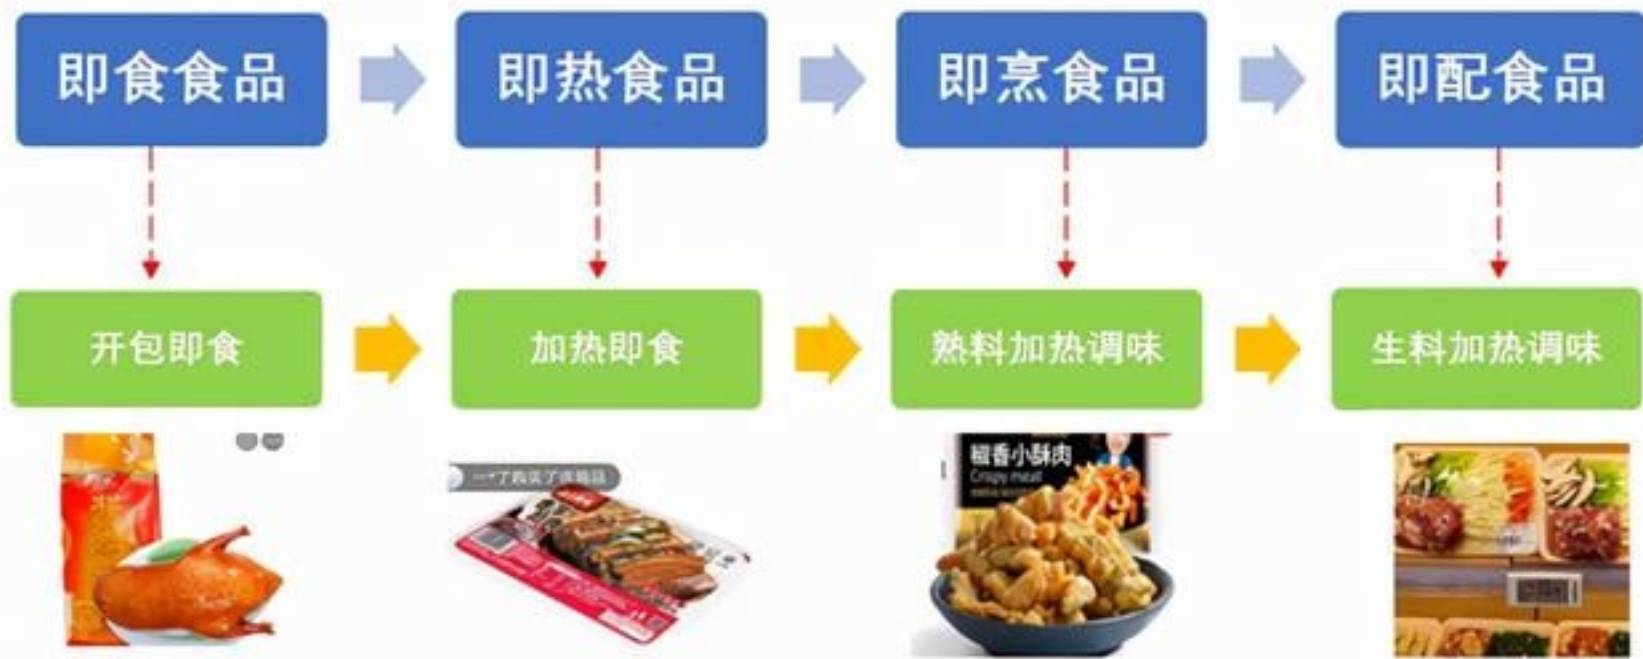 即食食品
即热食品
即烹食品
即配食品
开包即食
加热即食
熟料加热调味
生料加热调味
椒香小酥肉
Crispy meat